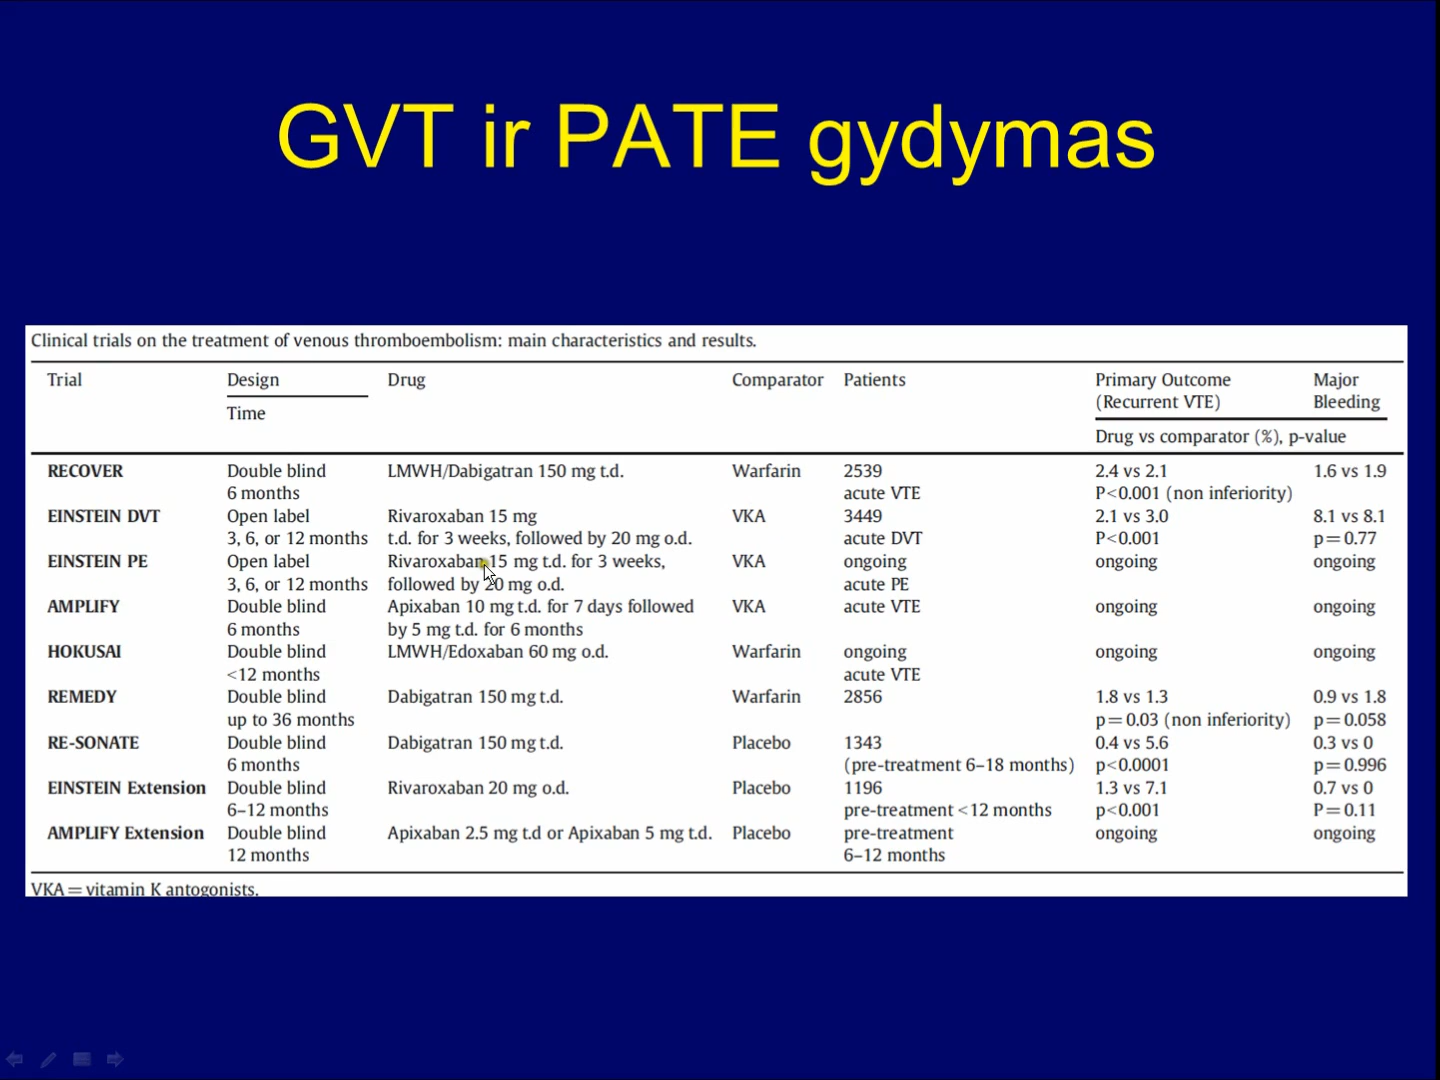 GVT ir PATE gydymas
Clinical trials on the treatment of venous thromboembolism: main characteristics and results.
Trial Design Drug Comparator Patients Primary Outcome Major
(Recurrent VTE) Bleeding
Time
Drug vs comparator (%), p-value
RECOVER Double blind LMWH/Dabigatran 150 mg t.d. Warfarin 2539 2.4 vs 2.1 1.6 vs 1.9
6 months acute VTE P<0.001 (non inferiority)
EINSTEIN DVT Open label Rivaroxaban 15 mg VKA 3449 2.1 vs 3.0 8.1 vs 8.1
3, 6, or 12 months t.d. for 3 weeks, followed by 20 mg o.d. acute DVT P<0.001 p=0.77
EINSTEIN PE Open label Rivaroxaban 15 mg t.d. for 3 weeks, VKA ongoing ongoing ongoing
3, 6, or 12 months followed by 20 mg o.d. acute PE
AMPLIFY Double blind Apixaban 10 mg t.d. for 7 days followed VKA acute VTE ongoing ongoing
6 months by 5 mg t.d. for 6 months
HOKUSAI Double blind LMWH/Edoxaban 60 mg o.d. Warfarin ongoing ongoing ongoing
<12 months acute VTE
REMEDY Double blind Dabigatran 150 mg t.d. Warfarin 2856 1.8 vs 1.3 0.9 vs 1.8
up to 36 months p=0.03 (non inferiority) p=0.058
RE-SONATE Double blind Dabigatran 150 mg t.d. Placebo 1343 0.4 vs 5.6 0.3 vs 0
6 months (pre-treatment 6–18 months) p<0.0001 p=0.996
EINSTEIN Extension Double blind Rivaroxaban 20 mg o.d. Placebo 1196 1.3 vs 7.1 0.7 vs 0
6–12 months pre-treatment <12 months p<0.001 P=0.11
AMPLIFY Extension Double blind Apixaban 2.5 mg t.d or Apixaban 5 mg t.d. Placebo pre-treatment ongoing ongoing
12 months 6–12 months
VKA=vitamin K antogonists.